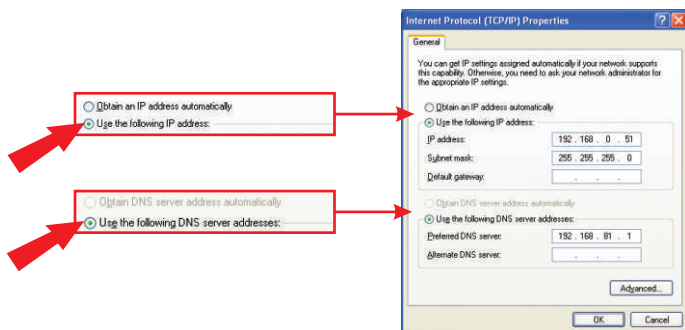 Obtain an IP address automatically
Use the following IP address:
Obtain DNS server address automatically
Use the following DNS server addresses:
Internet Protocol (TCP/IP) Properties
General
You can get IP settings assigned automatically if your network supports
this capability. Otherwise, you need to ask your network administrator for
the appropriate IP settings.
Obtain an IP address automatically
Use the following IP address:
IP address: 192 . 168 . 0 . 51
Subnet mask: 255 . 255 . 255 . 0
Default gateway: . . .
Obtain DNS server address automatically
Use the following DNS server addresses:
Preferred DNS server: 192 . 168 . 81 . 1
Alternate DNS server: . . .
Advanced...
OK Cancel